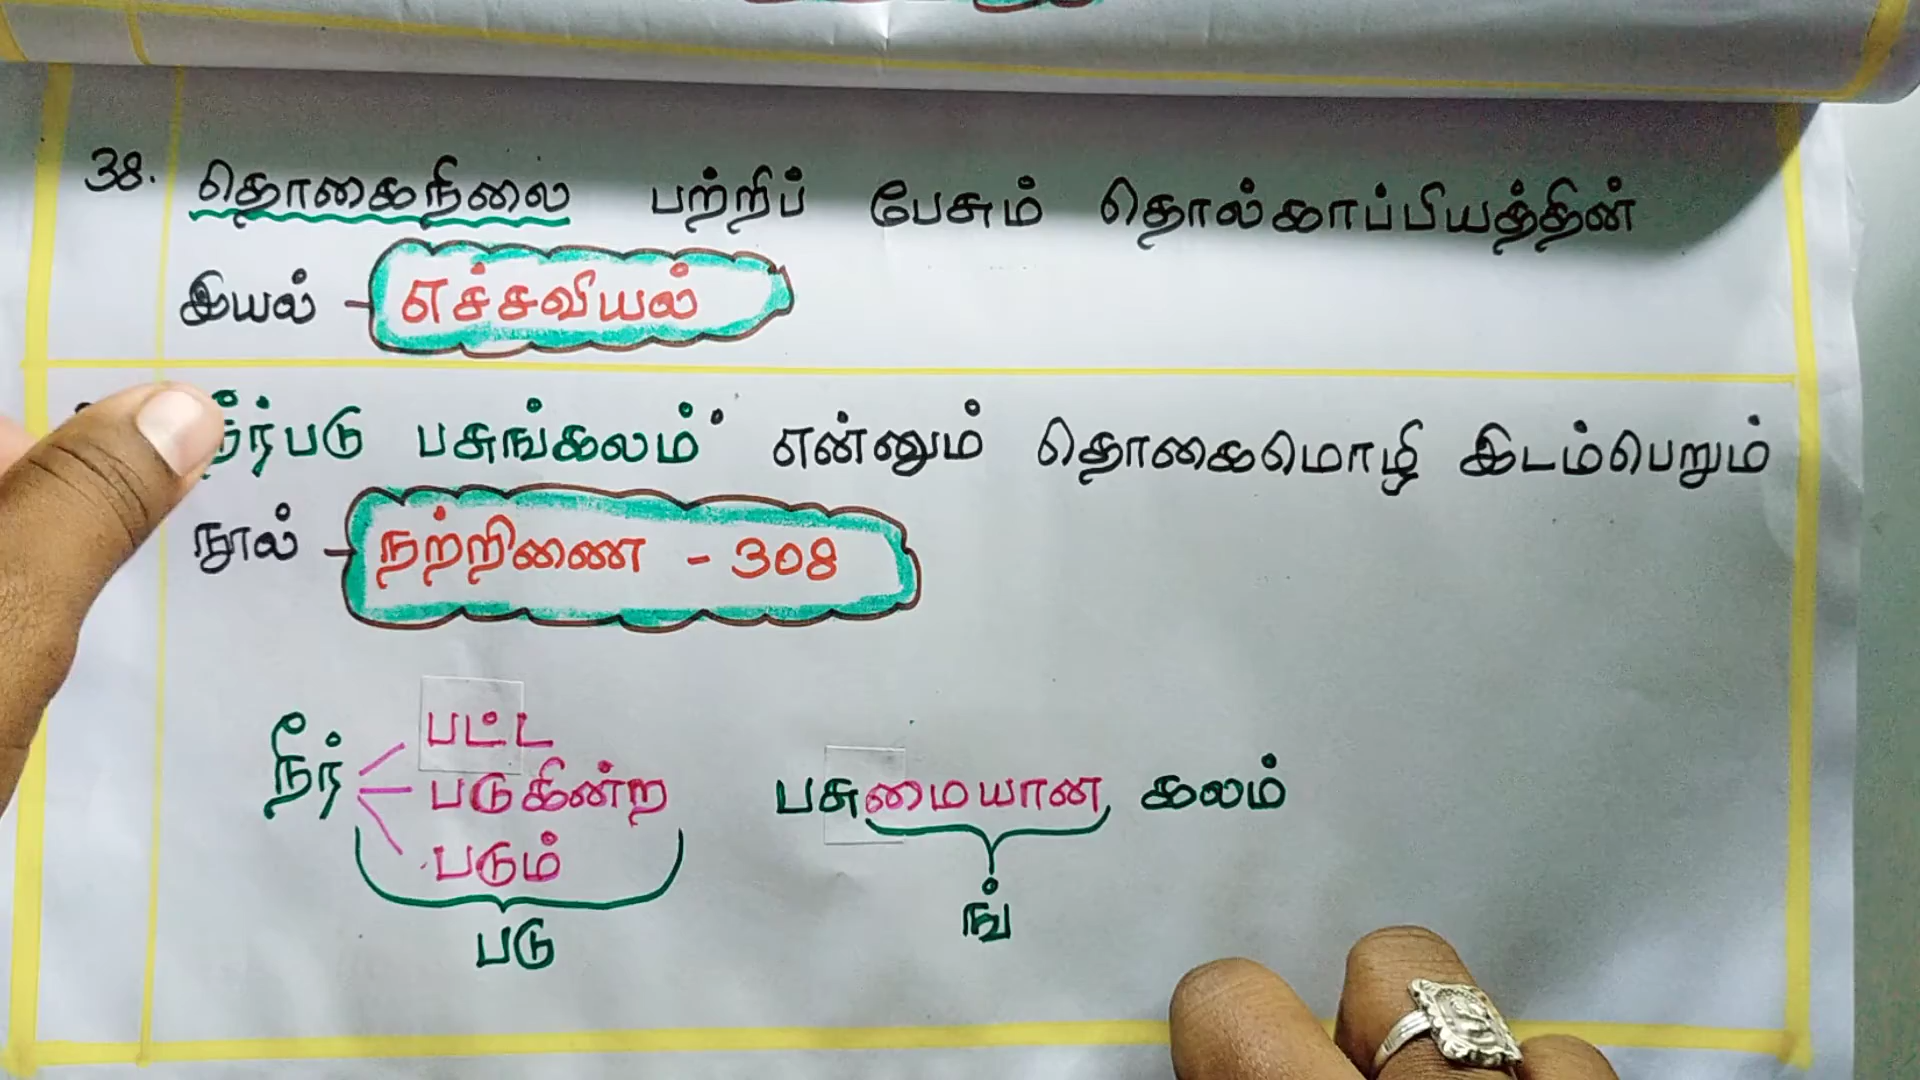 38. தொகைநிலை பற்றிப் பேசும் தொல்காப்பியத்தின்
இயல் - எச்சவியல்
நீர்படு பசுங்கலம்' என்னும் தொகைமொழி இடம்பெறும்
நூல் - நற்றிணை - 308
நீர்
பட்ட
படுகின்ற
படும்
படு
பசுமையான கலம்
ங்